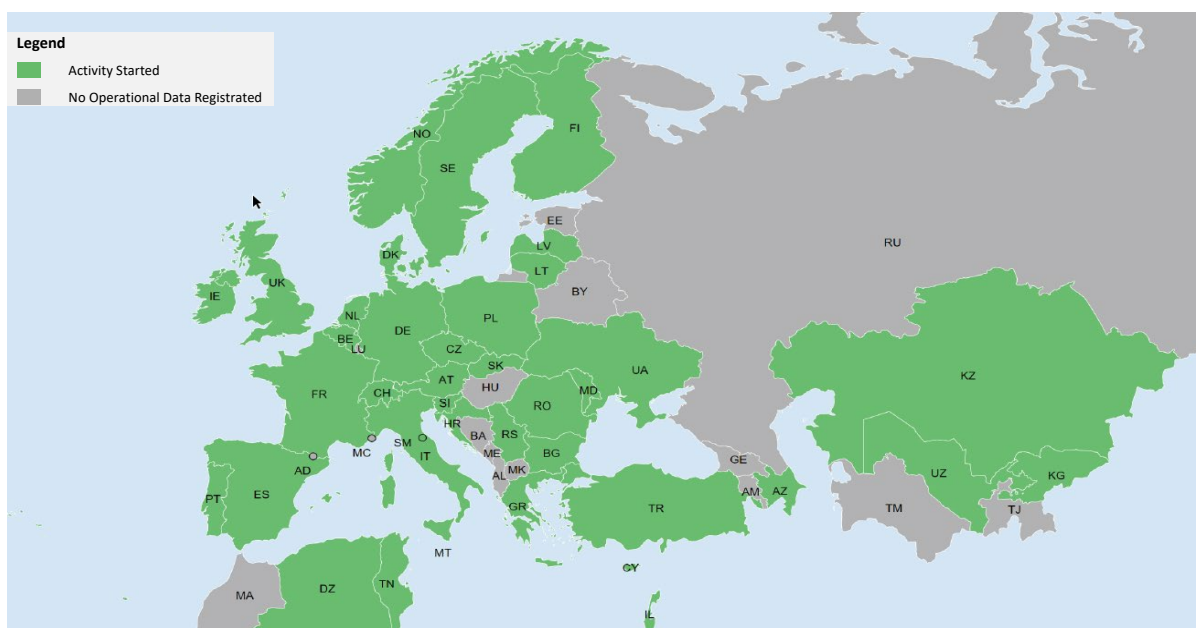 Legend
Activity Started
No Operational Data Registrated
NO
FI
SE
EE
RU
LV
DK
LT
IE
UK
BY
NL
PL
DE
BE
LU
CZ
SK
UA
KZ
AT
HU
MD
FR
CH
SI
RO
HR
BA
RS
SM
MC
IT
ME
BG
GE
AD
MK
AL
UZ
KG
PT
ES
GR
TR
AM
AZ
TM
TJ
MT
CY
MA
DZ
TN
IL